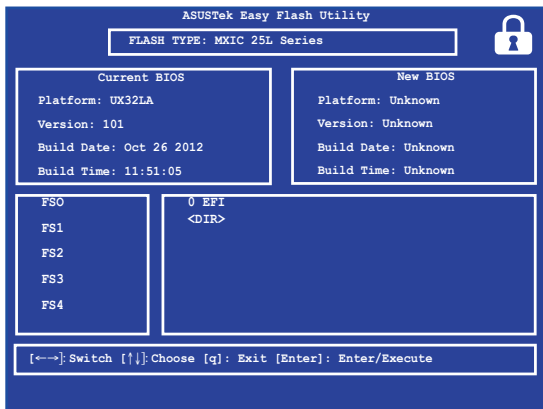 ASUSTek Easy Flash Utility
FLASH TYPE: MXIC 25L Series
Current BIOS
Platform: UX32LA
Version: 101
Build Date: Oct 26 2012
Build Time: 11:51:05
New BIOS
Platform: Unknown
Version: Unknown
Build Date: Unknown
Build Time: Unknown
FSO
FS1
FS2
FS3
FS4
0 EFI
<DIR>
[←→]: Switch [↑↓]: Choose [q]: Exit [Enter]: Enter/Execute